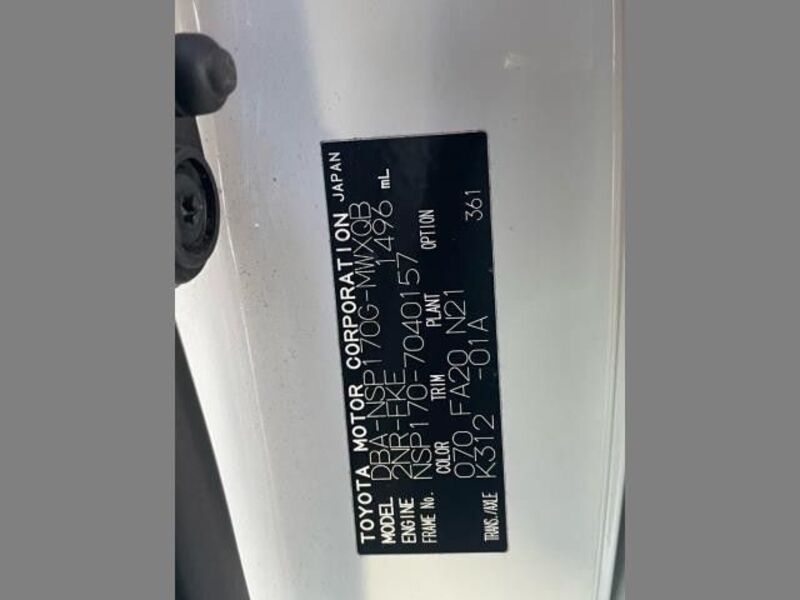 TOYOTA MOTOR CORPORATION JAPAN
MODEL DBA-NSP170G-MWXQB
ENGINE 2NR-FKE 1496 mL
FRAME No. NSP170-7040157
COLOR TRIM PLANT OPTION
070 FA20 N21 361
TRANS./AXLE K312 -01A